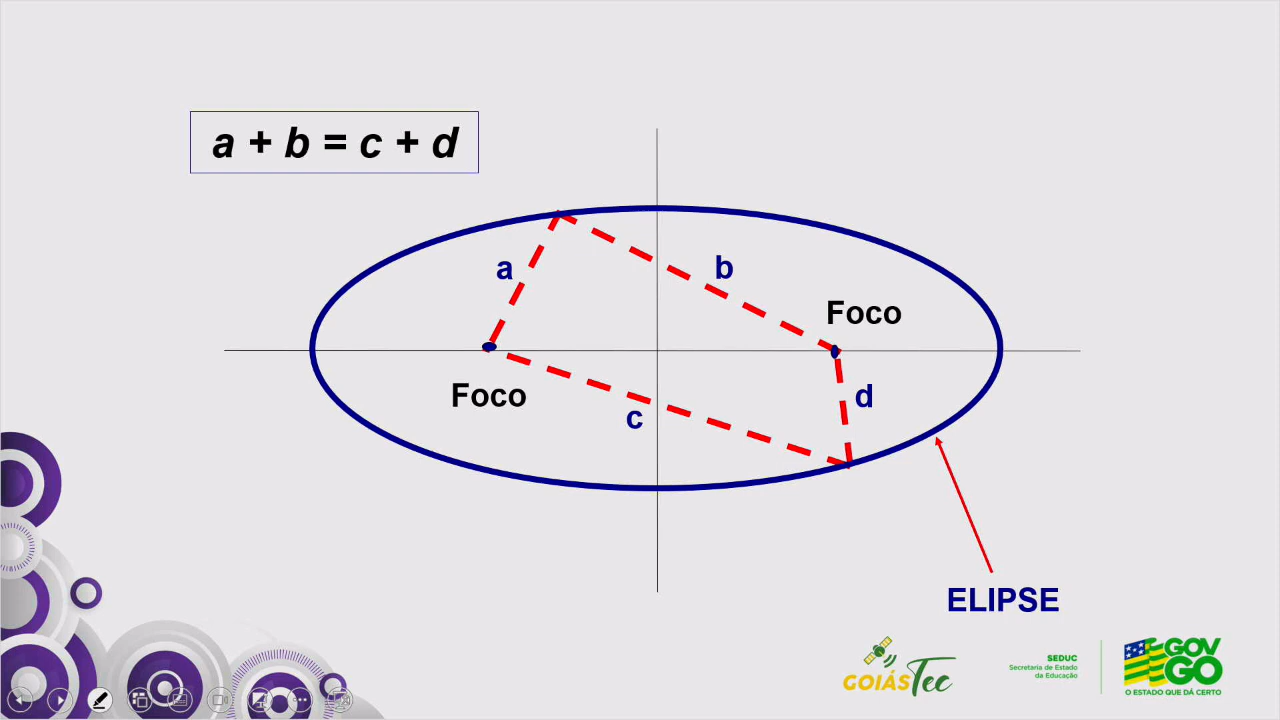 a + b = c + d
a
b
Foco
Foco
c
d
ELIPSE
GOIÁSTec
SEDUC
Secretaria de Estado
da Educação
GOV
GO
O ESTADO QUE DÁ CERTO